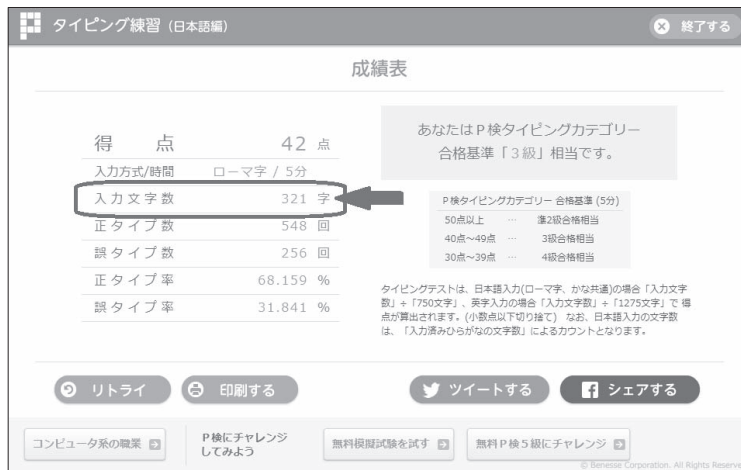 タイピング練習（日本語編）
終了する
成績表
得 点 42 点
入力方式/時間 ローマ字 / 5分
入力文字数 321 字
正タイプ数 548 回
誤タイプ数 256 回
正タイプ率 68.159 %
誤タイプ率 31.841 %
あなたはP検タイピングカテゴリー
合格基準「3級」相当です。
P検タイピングカテゴリー 合格基準 (5分)
50点以上 … 準2級合格相当
40点～49点 … 3級合格相当
30点～39点 … 4級合格相当
タイピングテストは、日本語入力(ローマ字、かな共通)の場合「入力文字
数」÷「750文字」、英字入力の場合「入力文字数」÷「1275文字」で 得
点が算出されます。(小数点以下切り捨て) なお、日本語入力の文字数
は、「入力済みひらがなの文字数」によるカウントとなります。
リトライ
印刷する
ツイートする
シェアする
コンピュータ系の職業
P検にチャレンジ
してみよう
無料模擬試験を試す
無料P検5級にチャレンジ
© Benesse Corporation. All Rights Reserve